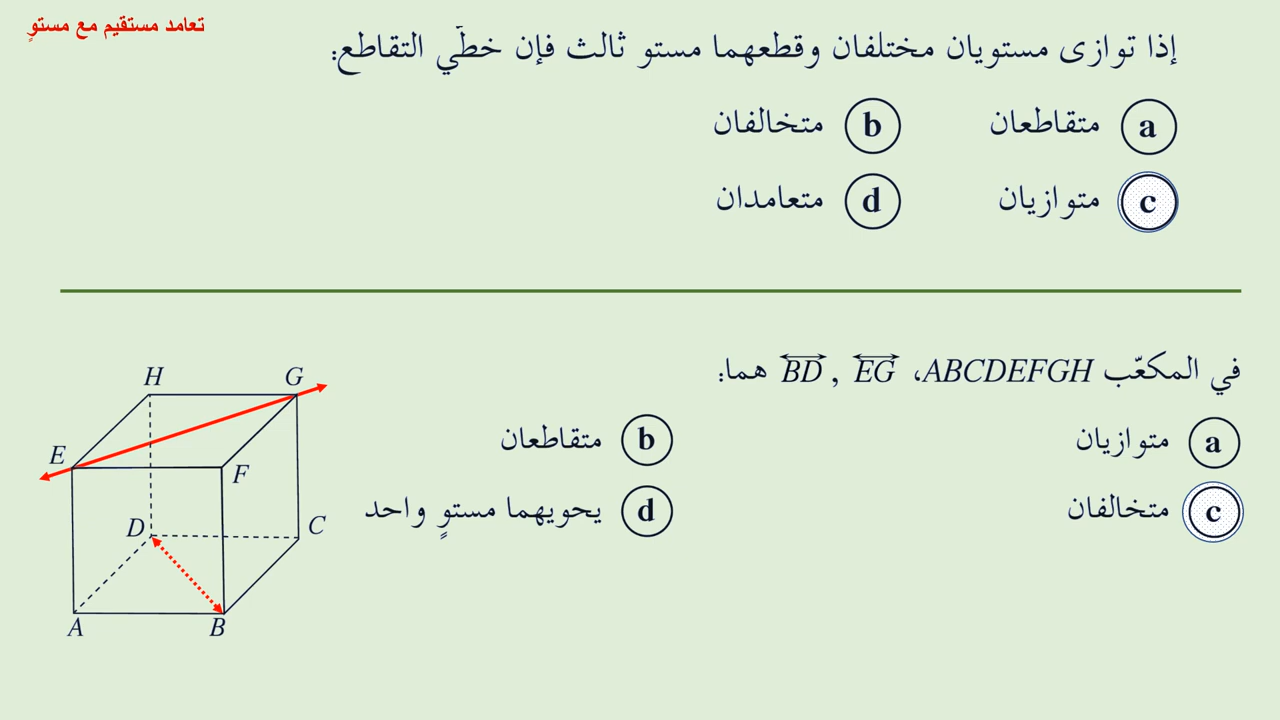 تعامد مستقيم مع مستوٍ
إذا توازى مستويان مختلفان وقطعهما مستو ثالث فإن خطَّي التقاطع:
a متقاطعان b متخالفان
c متوازيان d متعامدان
في المكعّب ABCDEFGH، EG , BD هما:
a متوازيان b متقاطعان
c متخالفان d يحويهما مستوٍ واحد
H G
E F
D C
A B